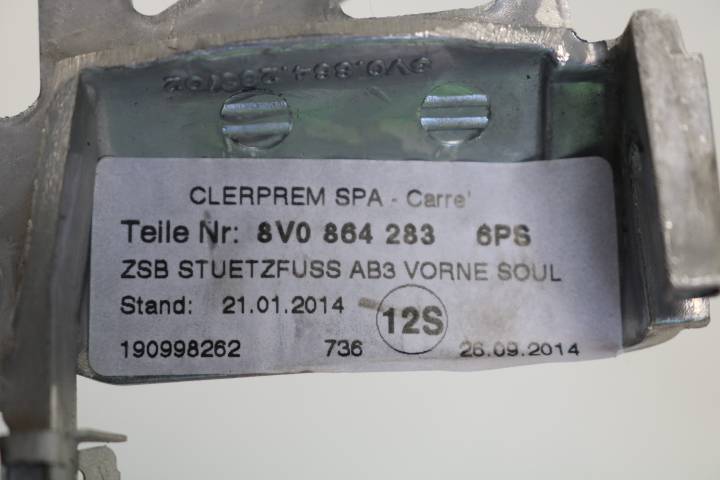 CLERPREM SPA - Carre'
Teile Nr: 8V0 864 283 6PS
ZSB STUETZFUSS AB3 VORNE SOUL
Stand: 21.01.2014
12S
190998262 736 26.09.2014